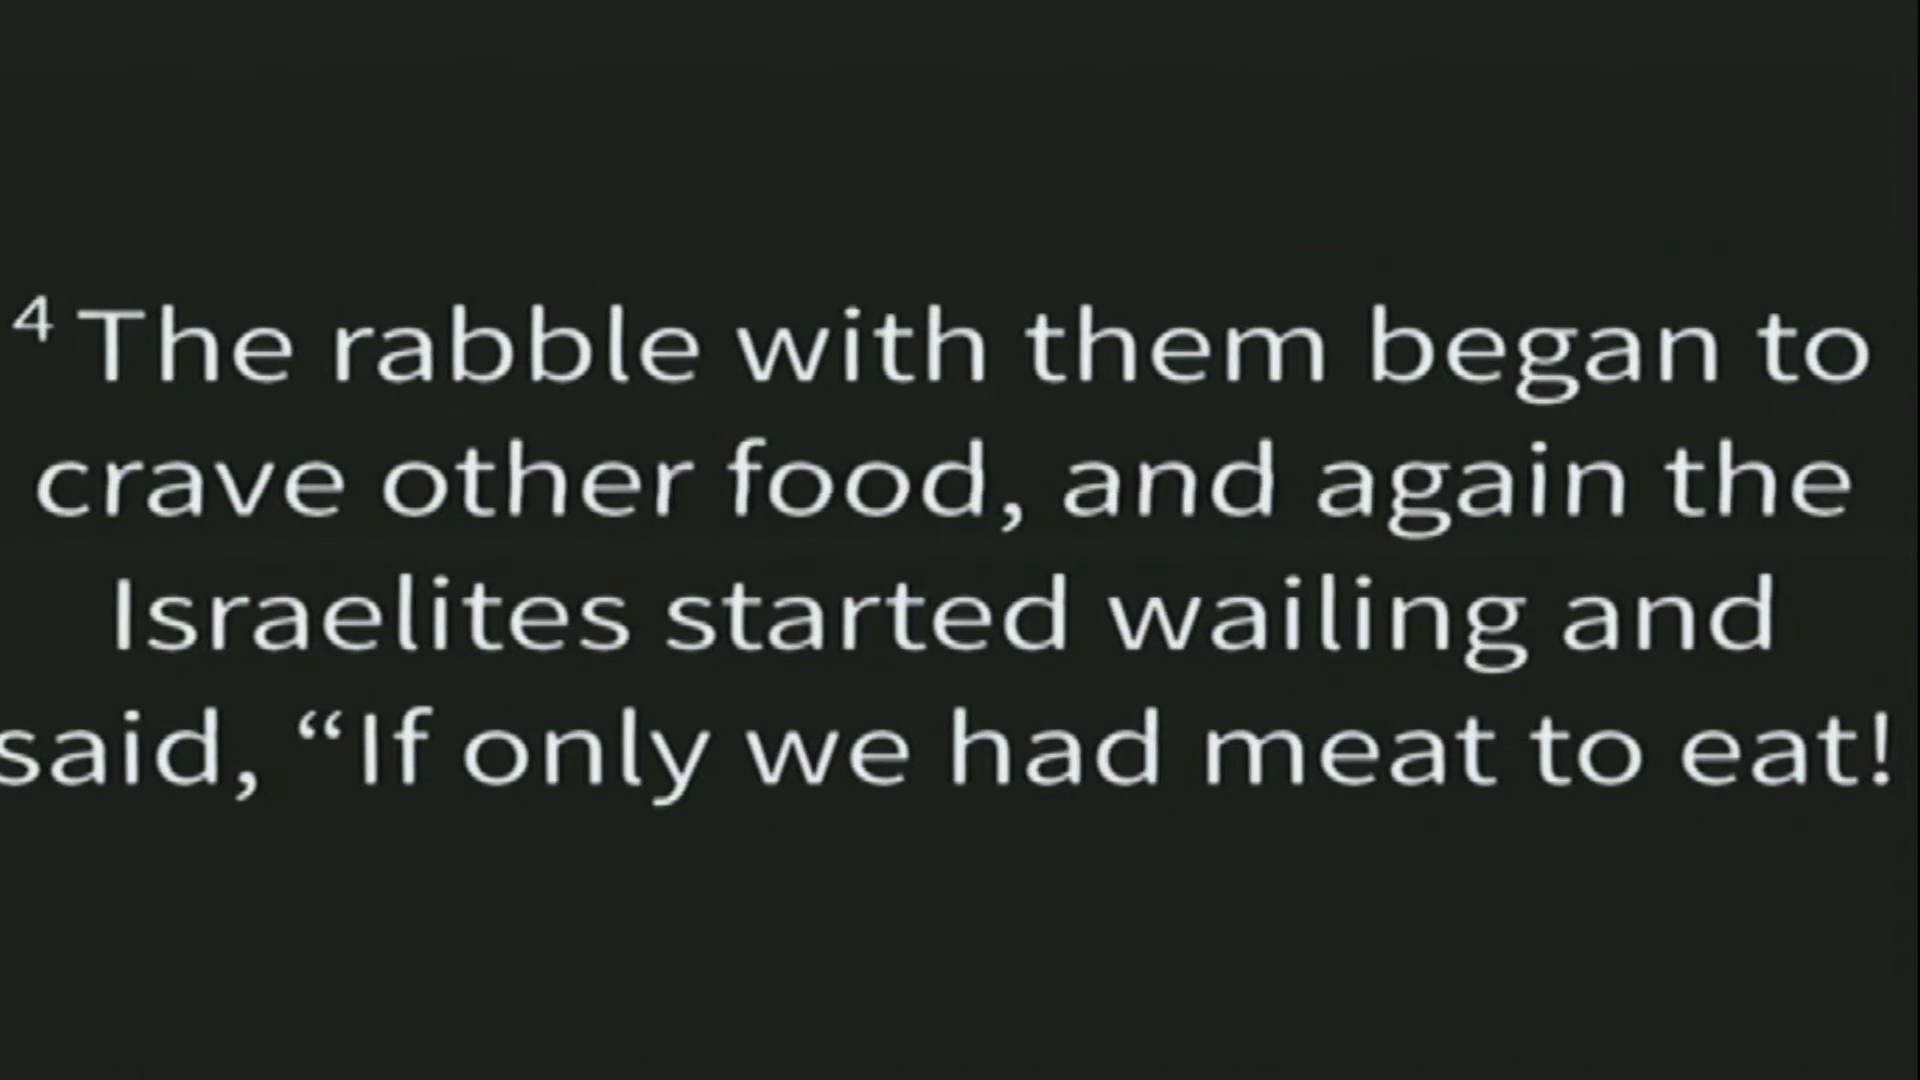 ⁴ The rabble with them began to
crave other food, and again the
Israelites started wailing and
said, “If only we had meat to eat!